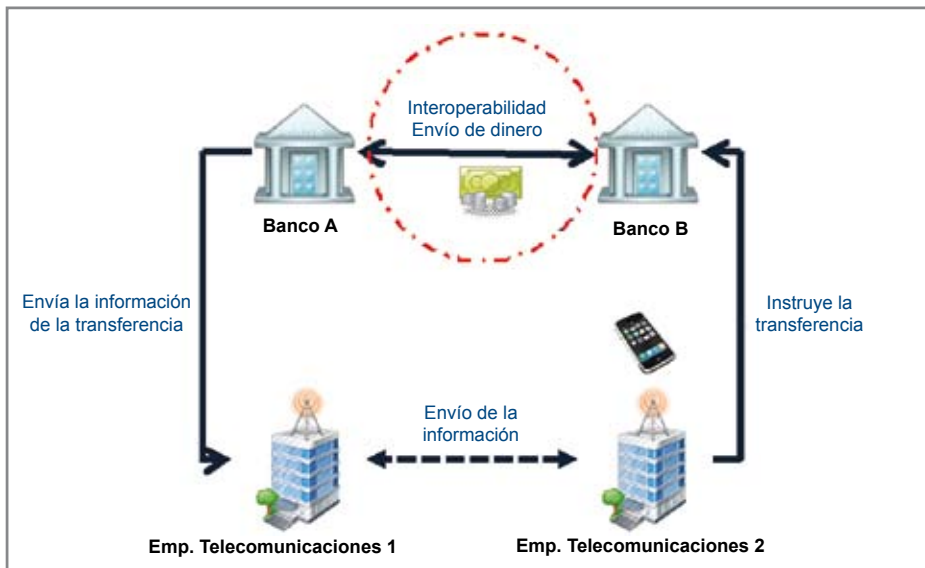 Interoperabilidad
Envío de dinero
Banco A
Banco B
Envía la información
de la transferencia
Instruye la
transferencia
Envío de la
información
Emp. Telecomunicaciones 1
Emp. Telecomunicaciones 2